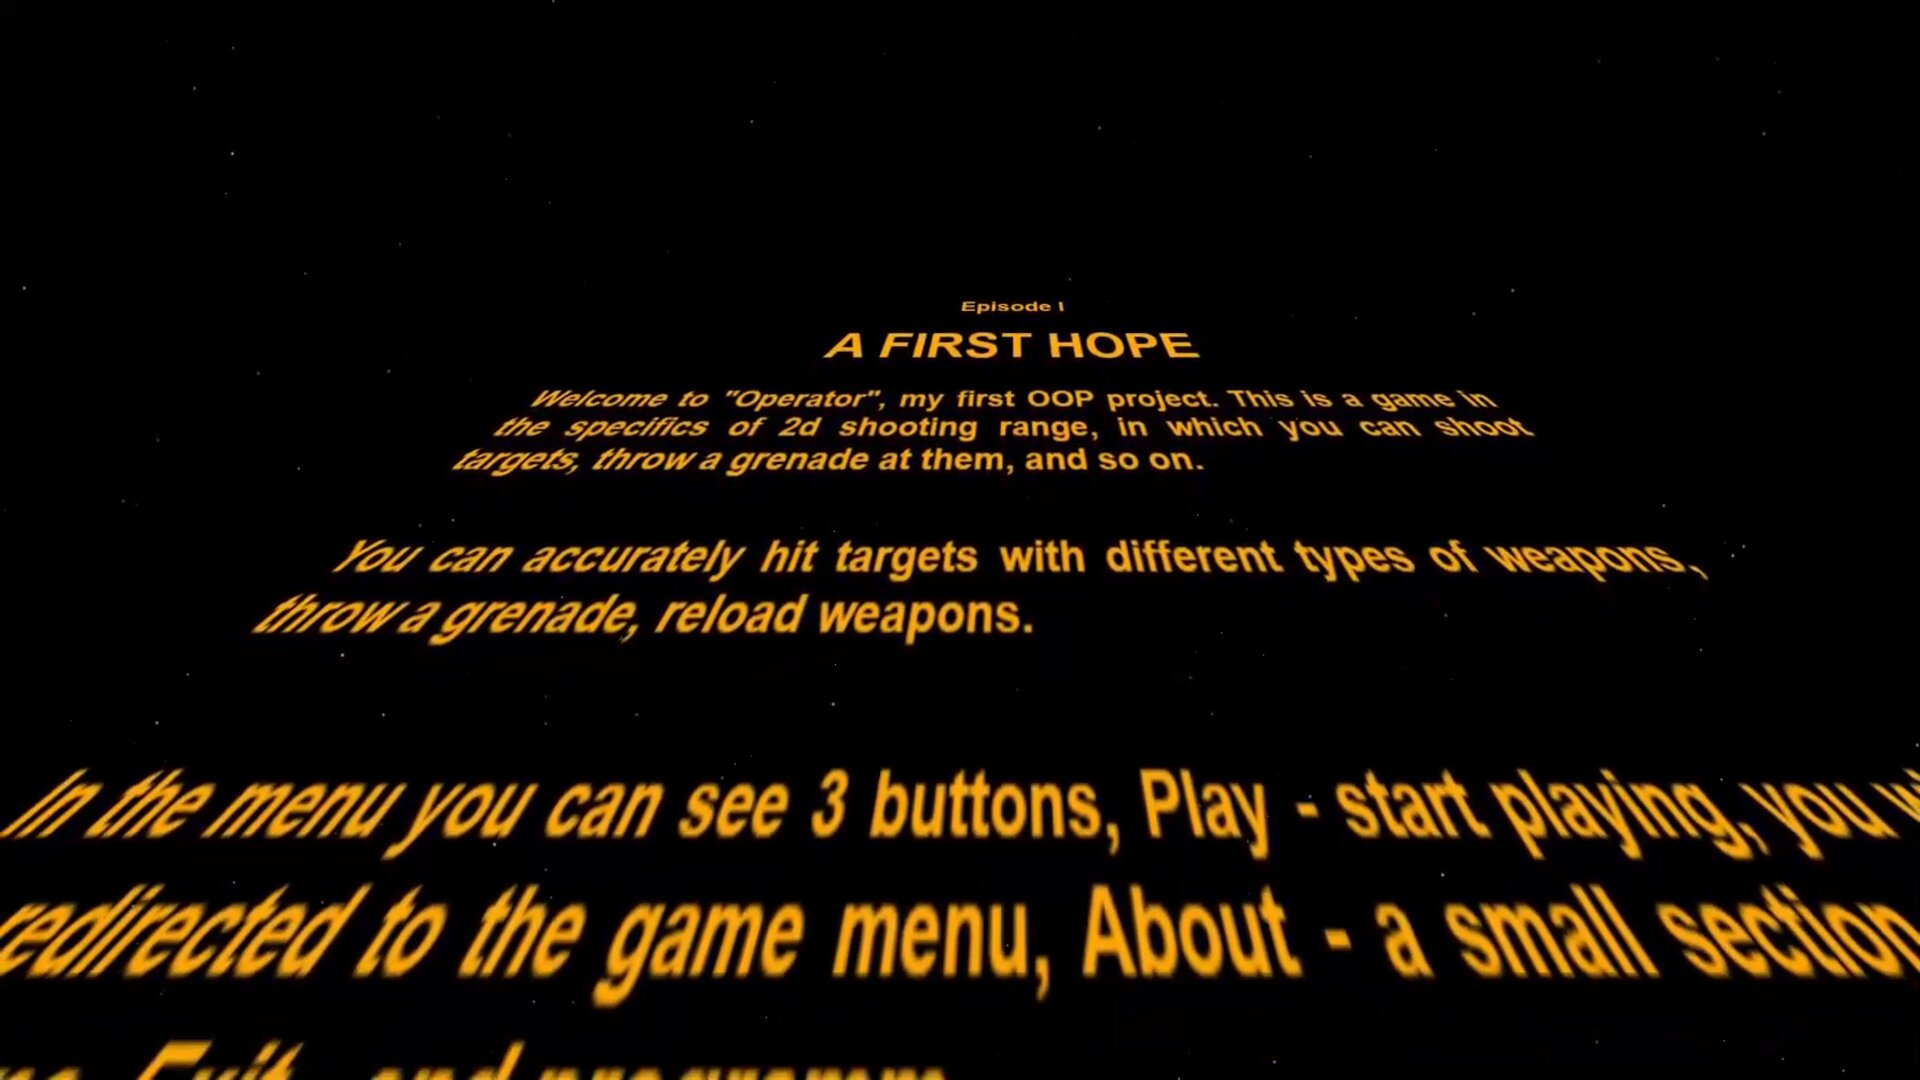 Episode I
A FIRST HOPE
Welcome to "Operator", my first OOP project. This is a game in
the specifics of 2d shooting range, in which you can shoot
targets, throw a grenade at them, and so on.
You can accurately hit targets with different types of weapons,
throw a grenade, reload weapons.
In the menu you can see 3 buttons, Play - start playing, you
redirected to the game menu, About - a small section
Exit